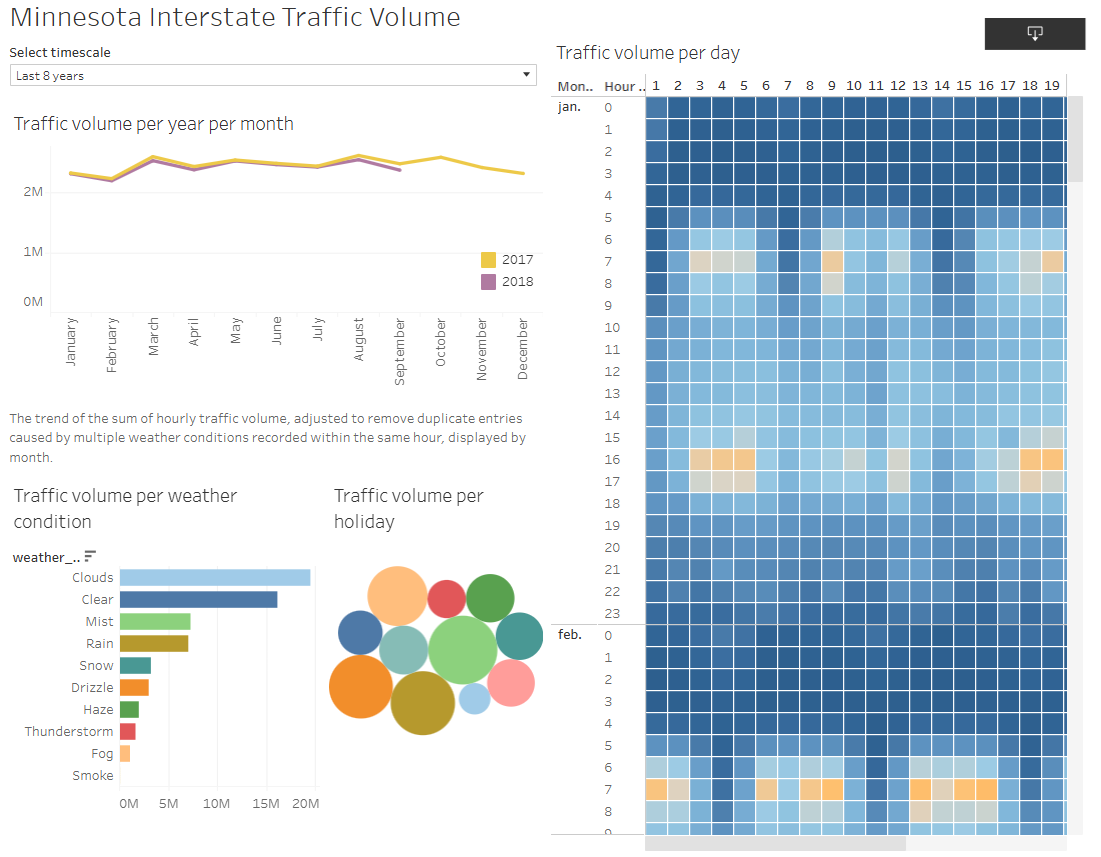 Minnesota Interstate Traffic Volume
Select timescale
Last 8 years
Traffic volume per year per month
2M
1M
0M
2017
2018
January
February
March
April
May
June
July
August
September
October
November
December
The trend of the sum of hourly traffic volume, adjusted to remove duplicate entries
caused by multiple weather conditions recorded within the same hour, displayed by
month.
Traffic volume per weather
condition
weather_..
Clouds
Clear
Mist
Rain
Snow
Drizzle
Haze
Thunderstorm
Fog
Smoke
0M 5M 10M 15M 20M
Traffic volume per
holiday
Traffic volume per day
Mon.. Hour .. 1 2 3 4 5 6 7 8 9 10 11 12 13 14 15 16 17 18 19
jan. 0
1
2
3
4
5
6
7
8
9
10
11
12
13
14
15
16
17
18
19
20
21
22
23
feb. 0
1
2
3
4
5
6
7
8